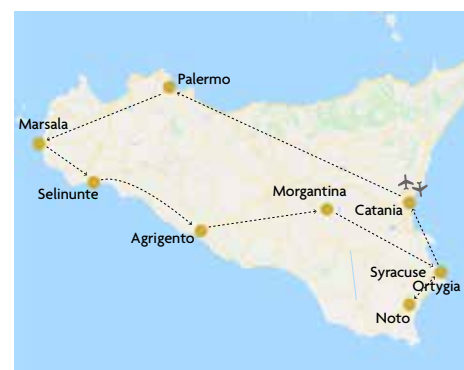 Palermo
Marsala
Selinunte
Morgantina
Catania
Agrigento
Syracuse
Ortygia
Noto